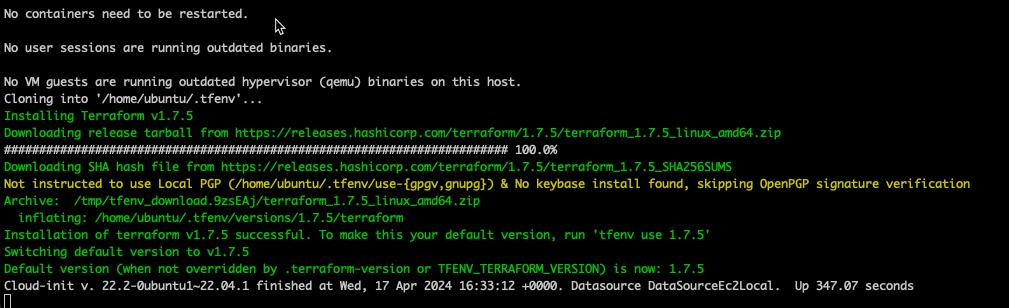 No containers need to be restarted.
No user sessions are running outdated binaries.
No VM guests are running outdated hypervisor (qemu) binaries on this host.
Cloning into '/home/ubuntu/.tfenv'...
Installing Terraform v1.7.5
Downloading release tarball from https://releases.hashicorp.com/terraform/1.7.5/terraform_1.7.5_linux_amd64.zip
######################################################################## 100.0%
Downloading SHA hash file from https://releases.hashicorp.com/terraform/1.7.5/terraform_1.7.5_SHA256SUMS
Not instructed to use Local PGP (/home/ubuntu/.tfenv/use-{gpgv,gnupg}) & No keybase install found, skipping OpenPGP signature verification
Archive:  /tmp/tfenv_download.9zsEAj/terraform_1.7.5_linux_amd64.zip
  inflating: /home/ubuntu/.tfenv/versions/1.7.5/terraform
Installation of terraform v1.7.5 successful. To make this your default version, run 'tfenv use 1.7.5'
Switching default version to v1.7.5
Default version (when not overridden by .terraform-version or TFENV_TERRAFORM_VERSION) is now: 1.7.5
Cloud-init v. 22.2-0ubuntu1~22.04.1 finished at Wed, 17 Apr 2024 16:33:12 +0000. Datasource DataSourceEc2Local.  Up 347.07 seconds